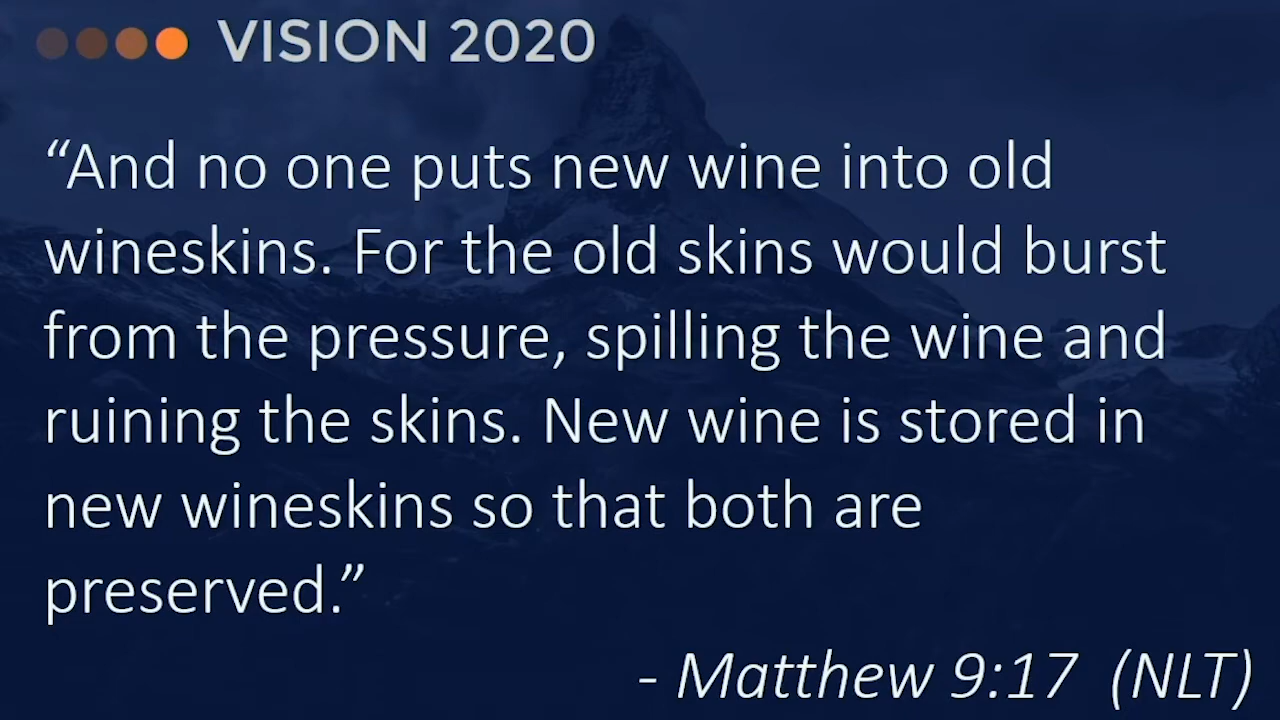 VISION 2020
“And no one puts new wine into old
wineskins. For the old skins would burst
from the pressure, spilling the wine and
ruining the skins. New wine is stored in
new wineskins so that both are
preserved.”
- Matthew 9:17 (NLT)